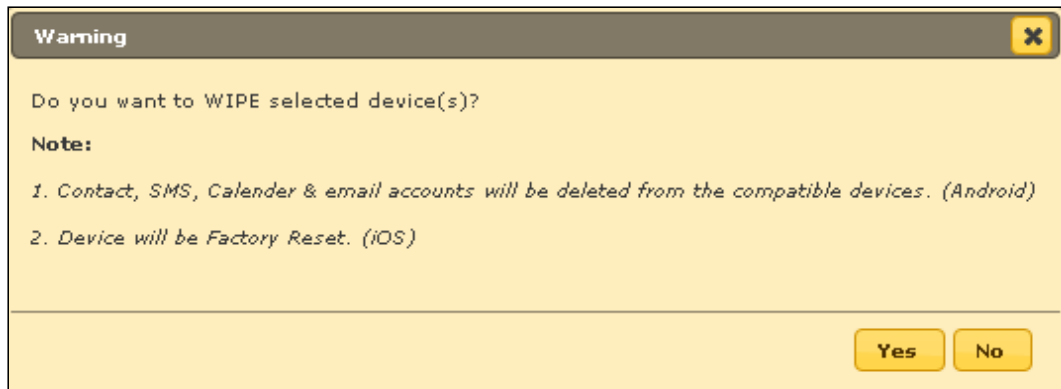 Warning
Do you want to WIPE selected device(s)?
Note:
1. Contact, SMS, Calender & email accounts will be deleted from the compatible devices. (Android)
2. Device will be Factory Reset. (iOS)
Yes No